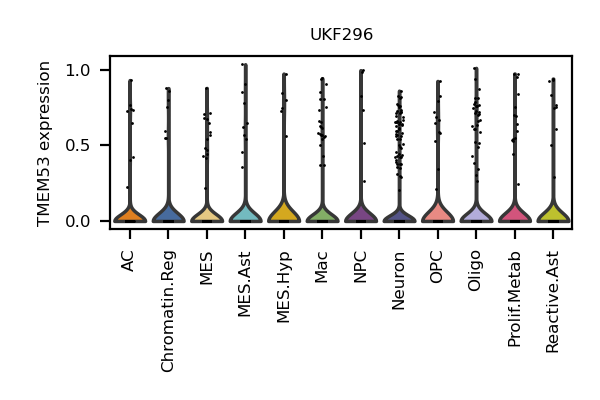 UKF296
TMEM53 expression
1.0
0.5
0.0
AC
Chromatin.Reg
MES
MES.Ast
MES.Hyp
Mac
NPC
Neuron
OPC
Oligo
Prolif.Metab
Reactive.Ast